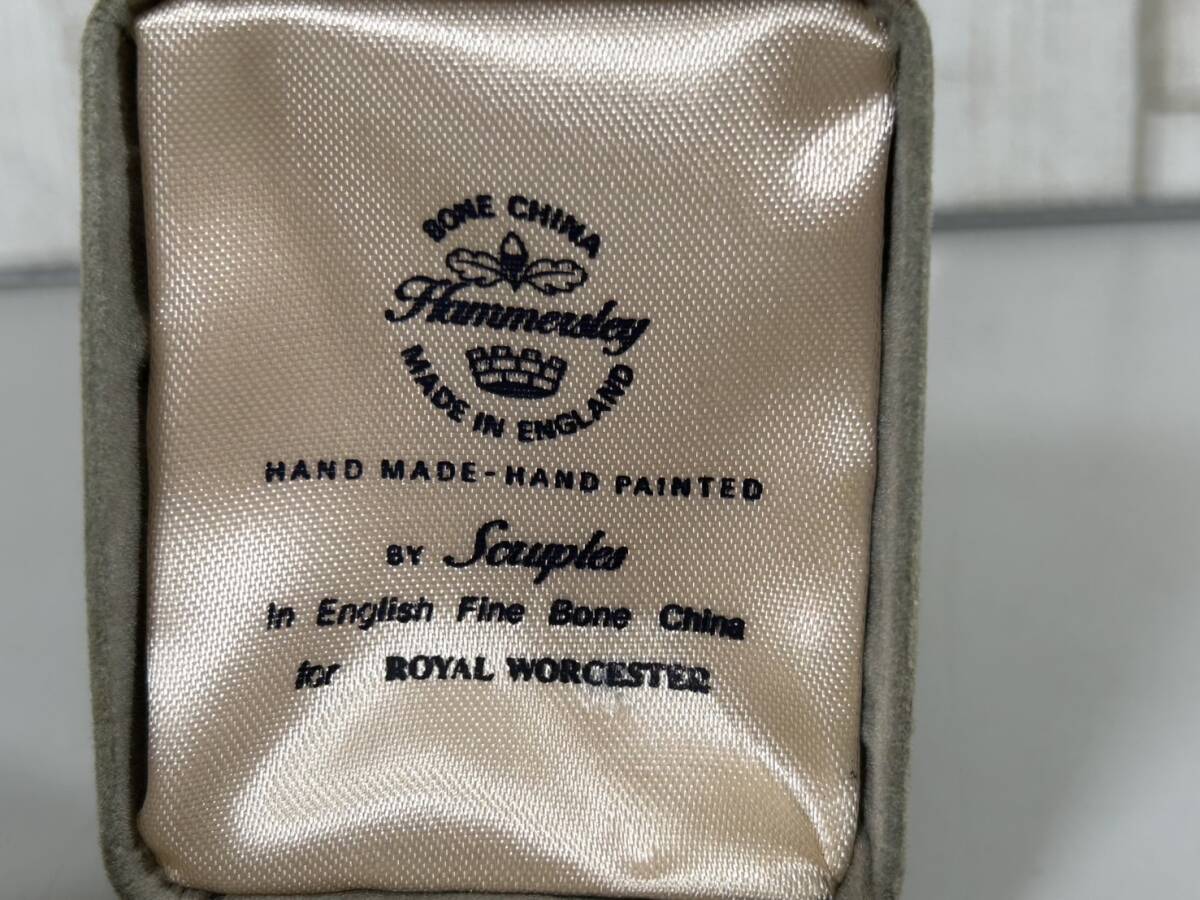 BONE CHINA
Hammersley
MADE IN ENGLAND
HAND MADE-HAND PAINTED
BY Scruples
In English Fine Bone China
for ROYAL WORCESTER